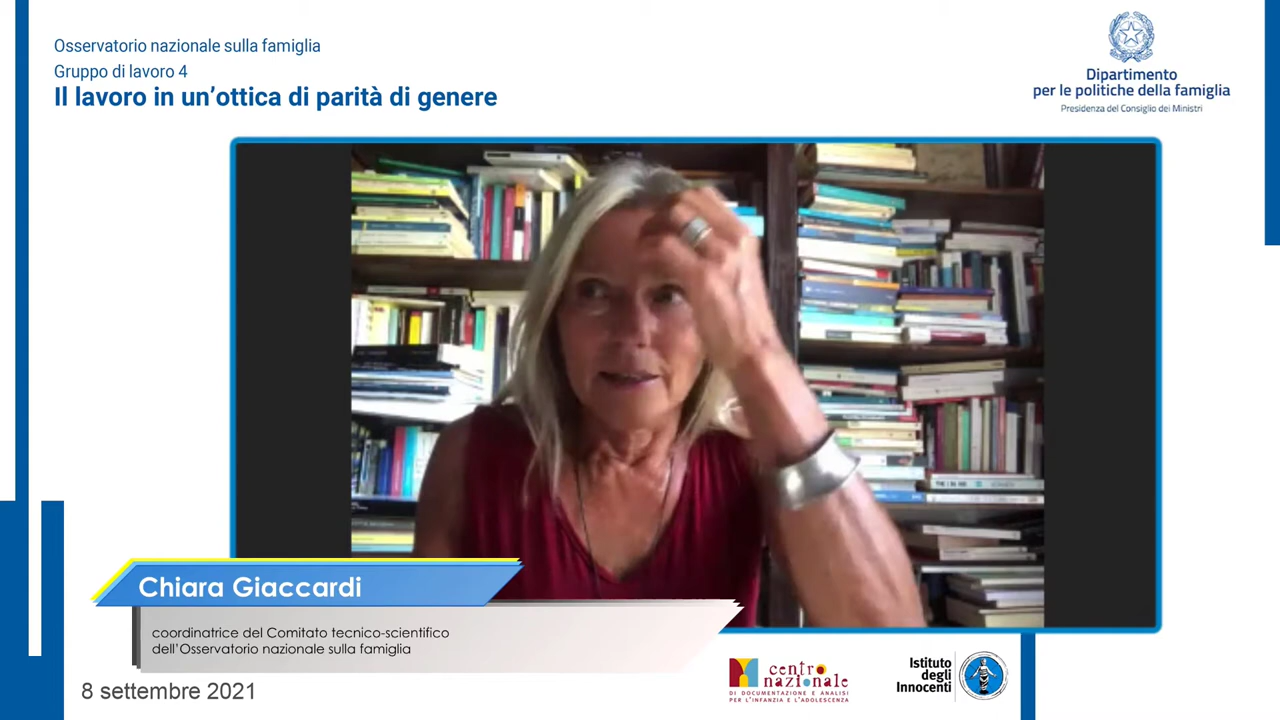 Osservatorio nazionale sulla famiglia
Gruppo di lavoro 4
Il lavoro in un'ottica di parità di genere
Dipartimento
per le politiche della famiglia
Presidenza del Consiglio dei Ministri
Chiara Giaccardi
coordinatrice del Comitato tecnico-scientifico
dell'Osservatorio nazionale sulla famiglia
8 settembre 2021
centro
nazionale
DI DOCUMENTAZIONE E ANALISI
PER L'INFANZIA E L'ADOLESCENZA
Istituto
degli
Innocenti